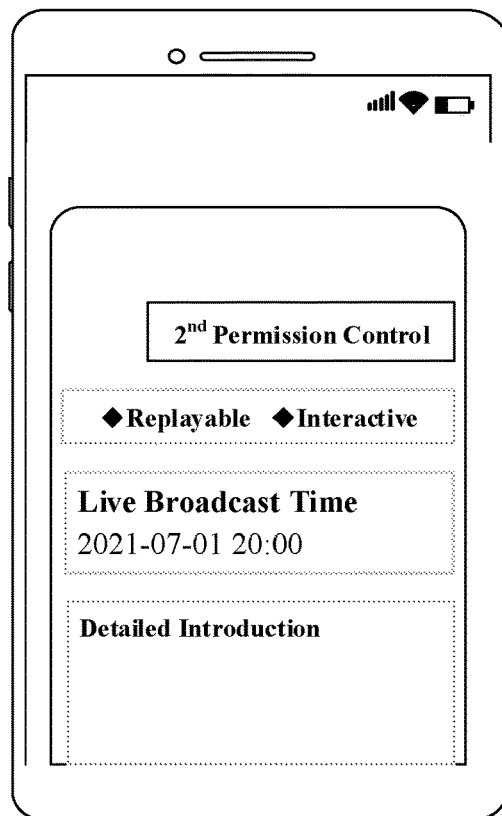 2nd Permission Control
◆Replayable ◆Interactive
Live Broadcast Time
2021-07-01 20:00
Detailed Introduction